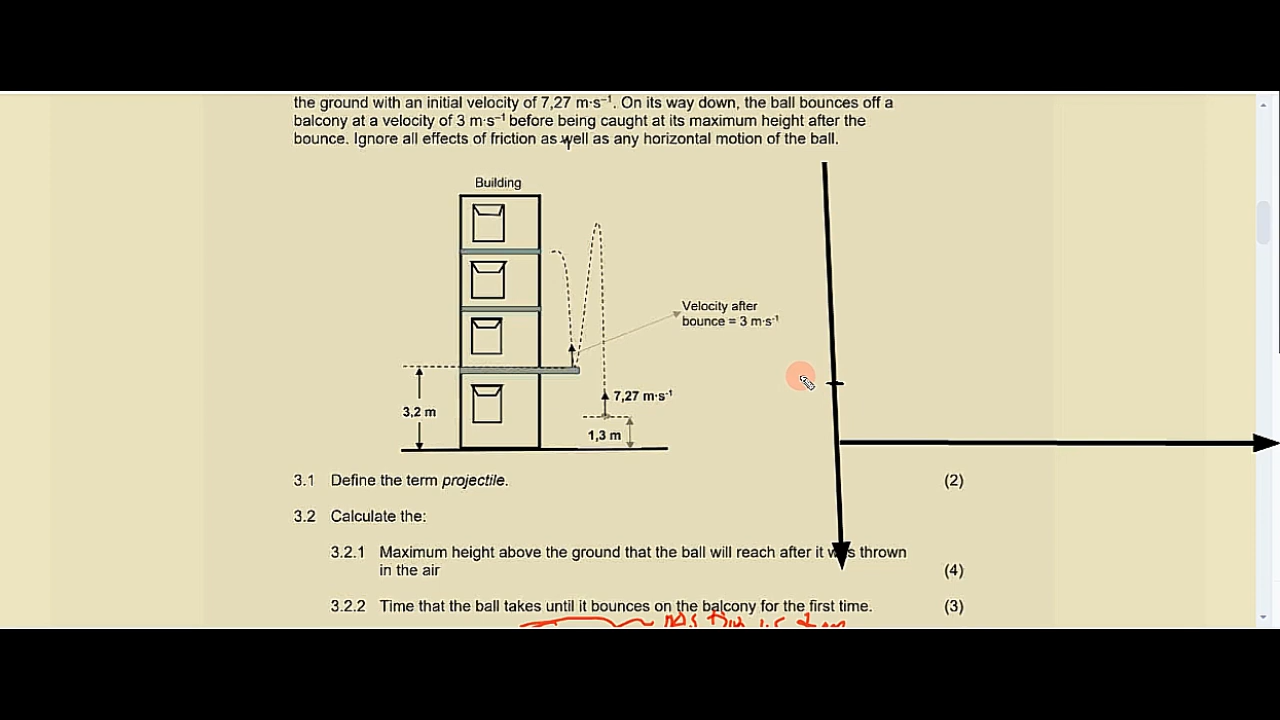 the ground with an initial velocity of 7,27 m·s⁻¹. On its way down, the ball bounces off a
balcony at a velocity of 3 m·s⁻¹ before being caught at its maximum height after the
bounce. Ignore all effects of friction as well as any horizontal motion of the ball.
Building
Velocity after
bounce = 3 m·s⁻¹
7,27 m·s⁻¹
3,2 m
1,3 m
3.1 Define the term projectile. (2)
3.2 Calculate the:
3.2.1 Maximum height above the ground that the ball will reach after it was thrown
in the air (4)
3.2.2 Time that the ball takes until it bounces on the balcony for the first time. (3)